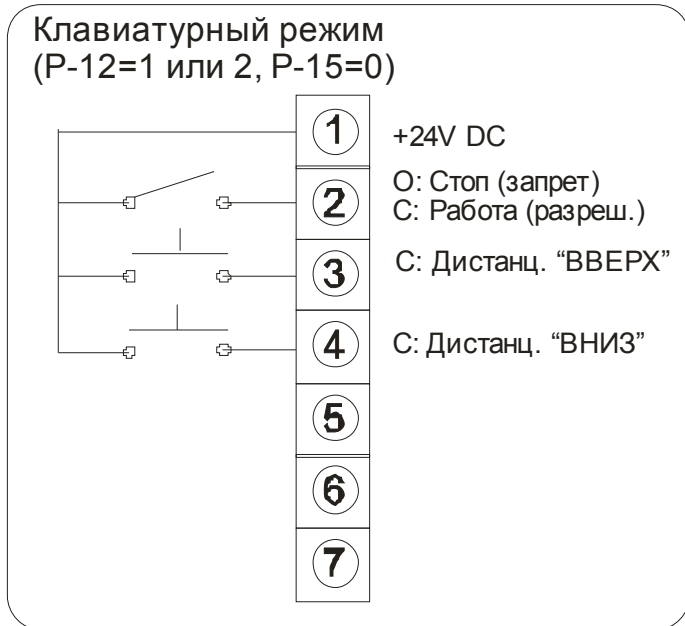 Клавиатурный режим
(P-12=1 или 2, P-15=0)
1 +24V DC
2 О: Стоп (запрет)
С: Работа (разреш.)
3 С: Дистанц. “ВВЕРХ”
4 С: Дистанц. “ВНИЗ”
5
6
7